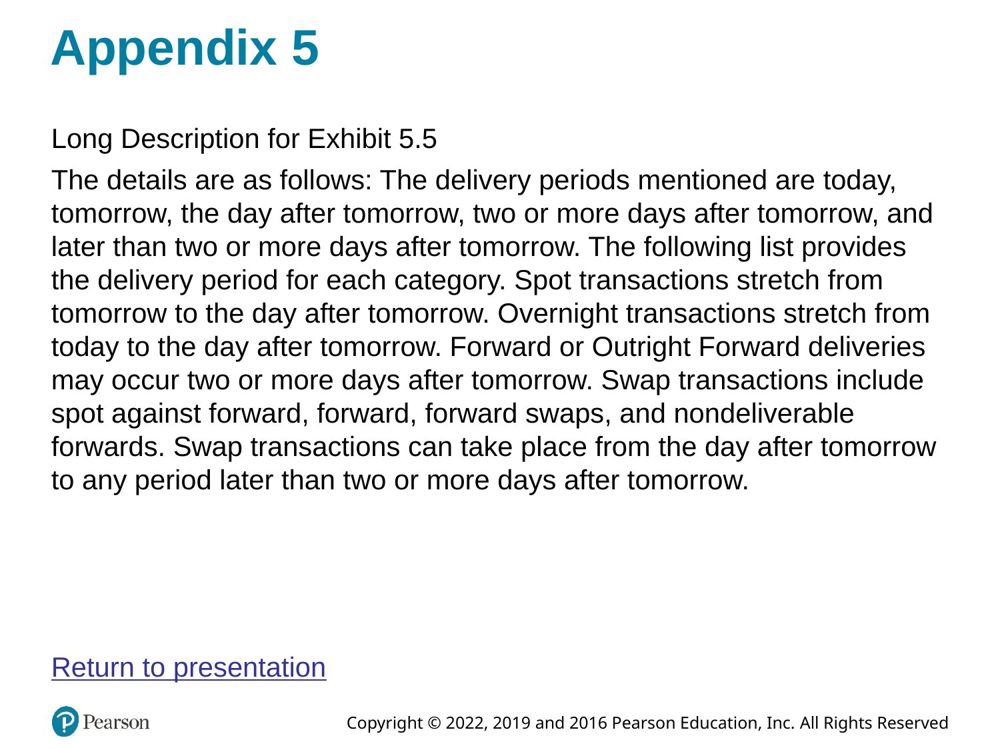 Appendix 5
Long Description for Exhibit 5.5
The details are as follows: The delivery periods mentioned are today,
tomorrow, the day after tomorrow, two or more days after tomorrow, and
later than two or more days after tomorrow. The following list provides
the delivery period for each category. Spot transactions stretch from
tomorrow to the day after tomorrow. Overnight transactions stretch from
today to the day after tomorrow. Forward or Outright Forward deliveries
may occur two or more days after tomorrow. Swap transactions include
spot against forward, forward, forward swaps, and nondeliverable
forwards. Swap transactions can take place from the day after tomorrow
to any period later than two or more days after tomorrow.
Return to presentation
Pearson
Copyright © 2022, 2019 and 2016 Pearson Education, Inc. All Rights Reserved